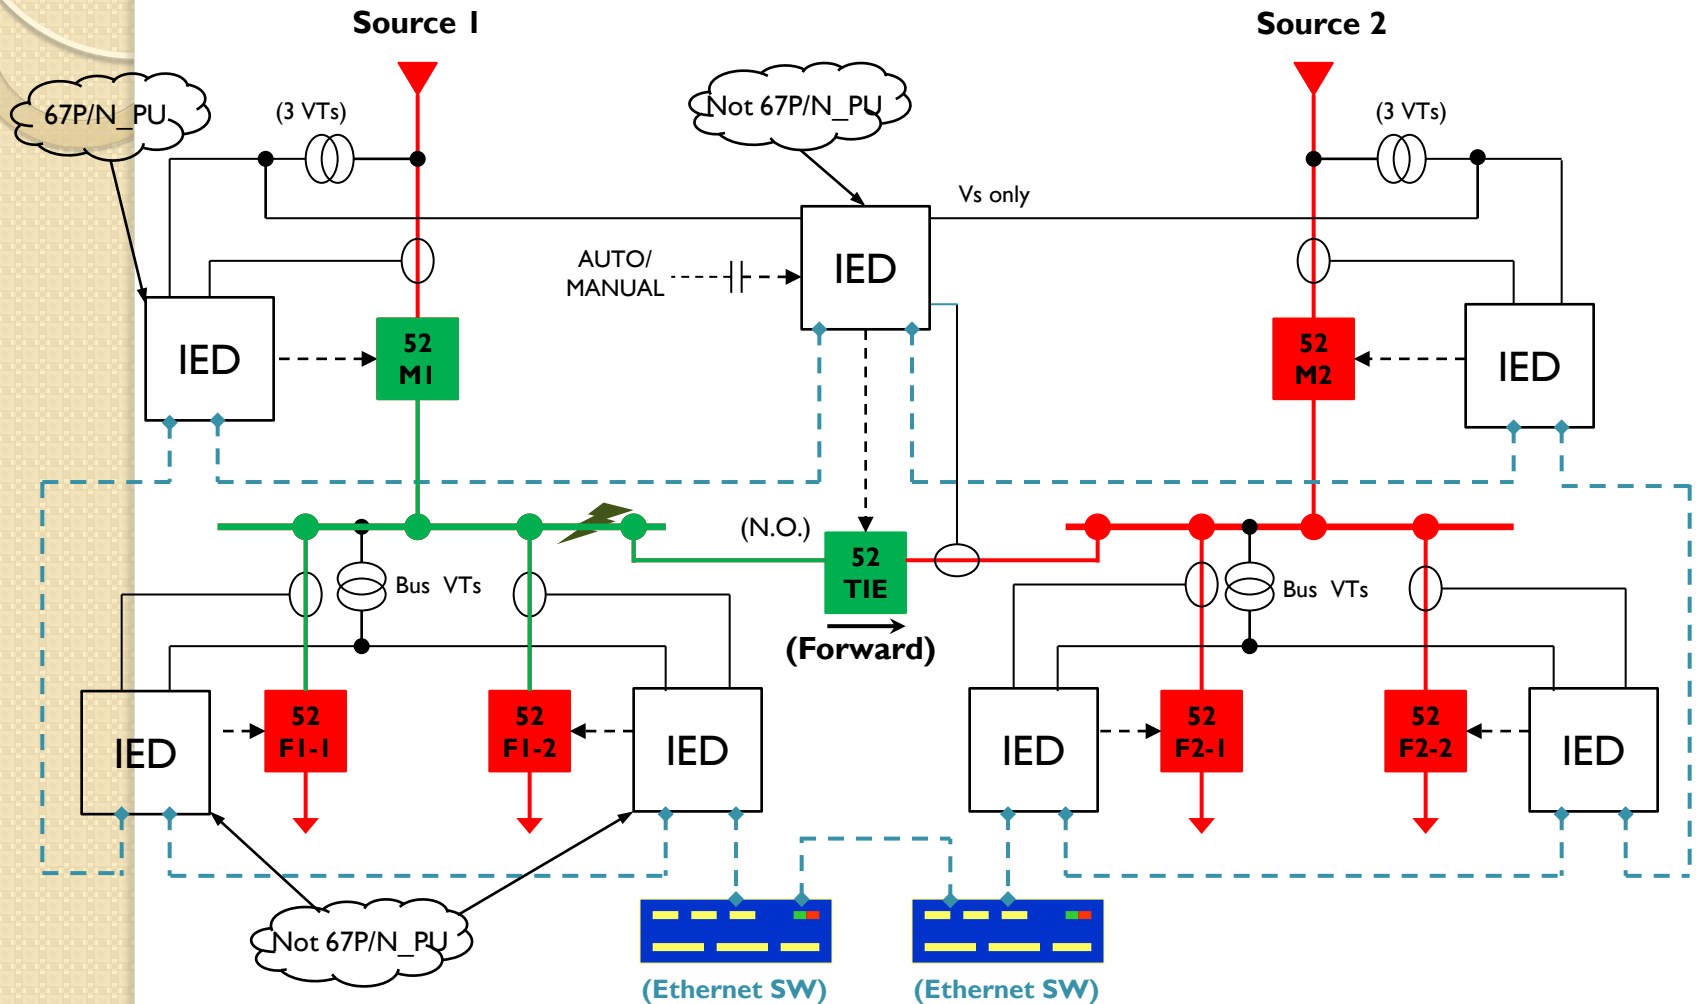 Source 1
Source 2
67P/N_PU
(3 VTs)
Not 67P/N_PU
(3 VTs)
Vs only
AUTO/
MANUAL
IED
IED
52
M1
52
M2
IED
(N.O.)
52
TIE
(Forward)
Bus VTs
Bus VTs
IED
52
F1-1
52
F1-2
IED
IED
52
F2-1
52
F2-2
IED
Not 67P/N_PU
(Ethernet SW)
(Ethernet SW)